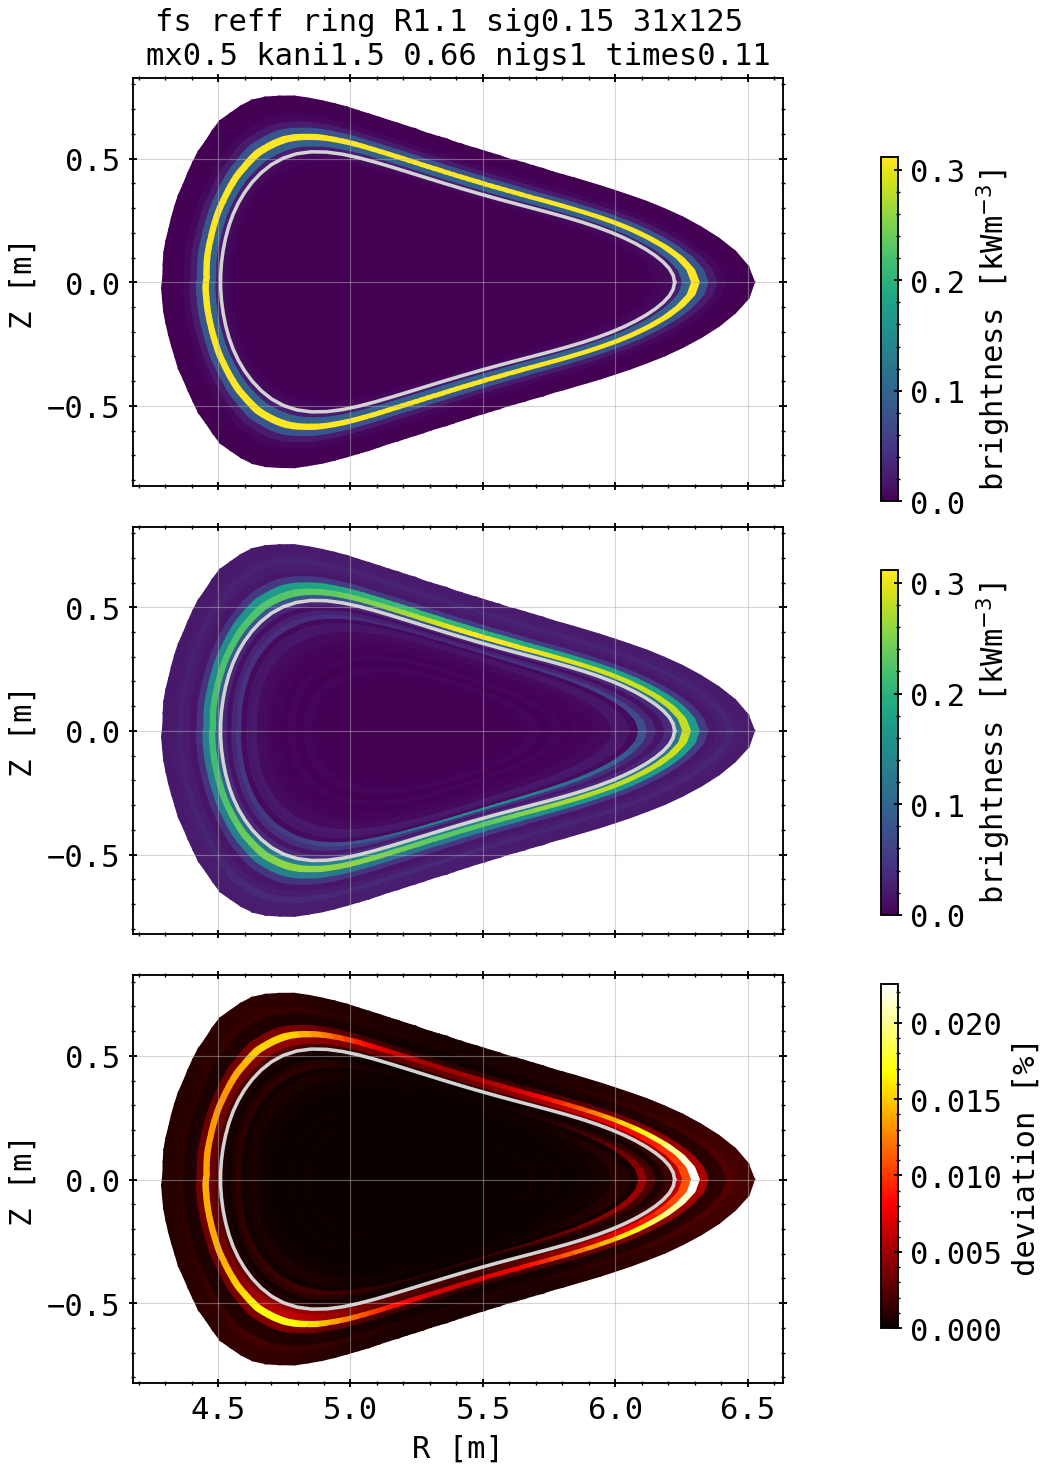 fs reff ring R1.1 sig0.15 31x125
mx0.5 kani1.5 0.66 nigs1 times0.11
0.5
0.0
−0.5
Z [m]
0.3
0.2
0.1
0.0
brightness [kWm⁻³]
0.5
0.0
−0.5
Z [m]
0.3
0.2
0.1
0.0
brightness [kWm⁻³]
0.5
0.0
−0.5
Z [m]
4.5 5.0 5.5 6.0 6.5
R [m]
0.020
0.015
0.010
0.005
0.000
deviation [%]